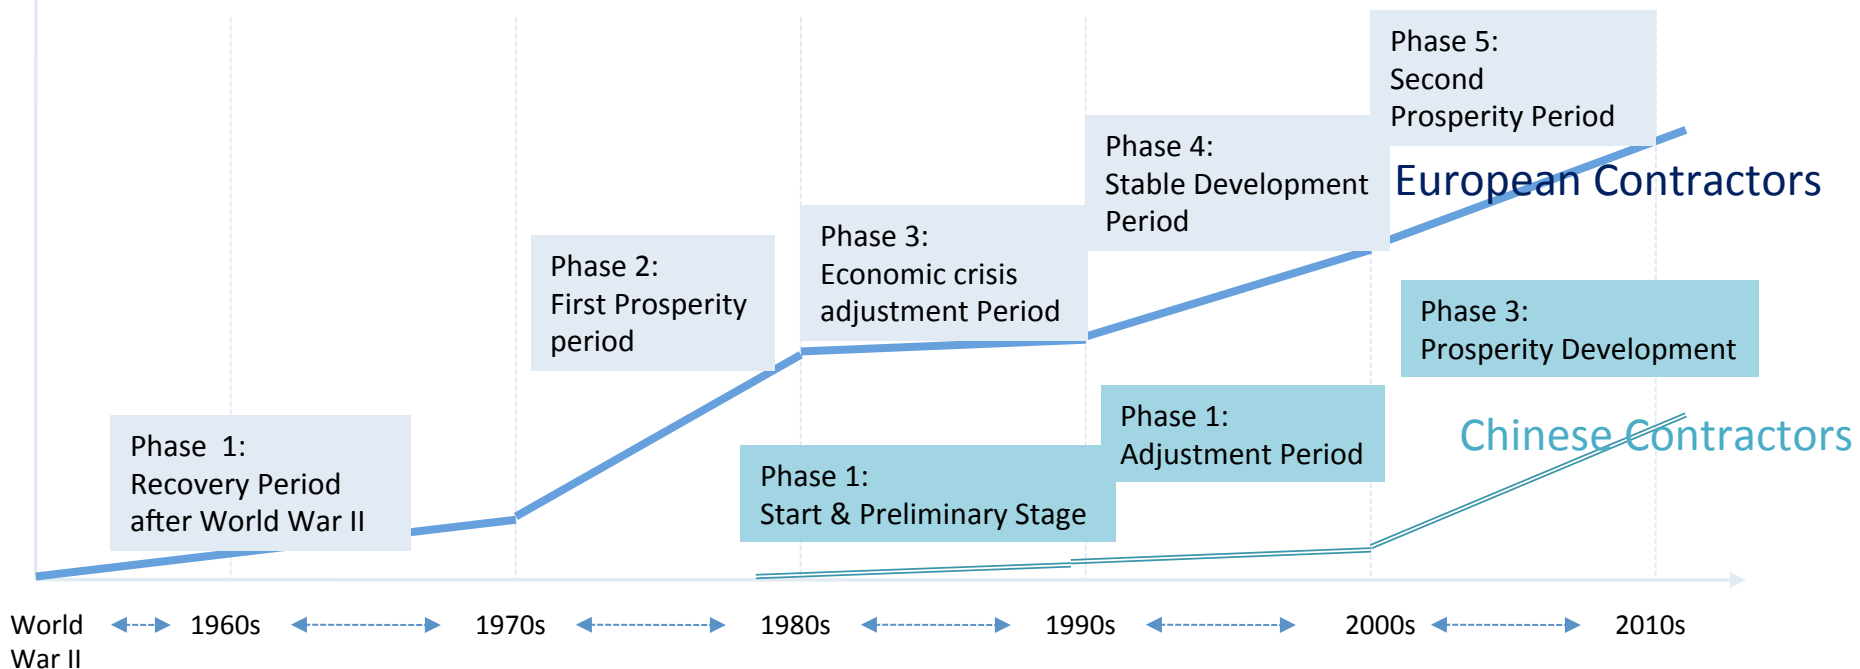 Phase 5:
Second
Prosperity Period
Phase 4:
Stable Development
Period
European Contractors
Phase 3:
Economic crisis
adjustment Period
Phase 2:
First Prosperity
period
Phase 3:
Prosperity Development
Phase 1:
Adjustment Period
Chinese Contractors
Phase  1:
Recovery Period
after World War II
Phase 1:
Start & Preliminary Stage
World
War II
1960s
1970s
1980s
1990s
2000s
2010s